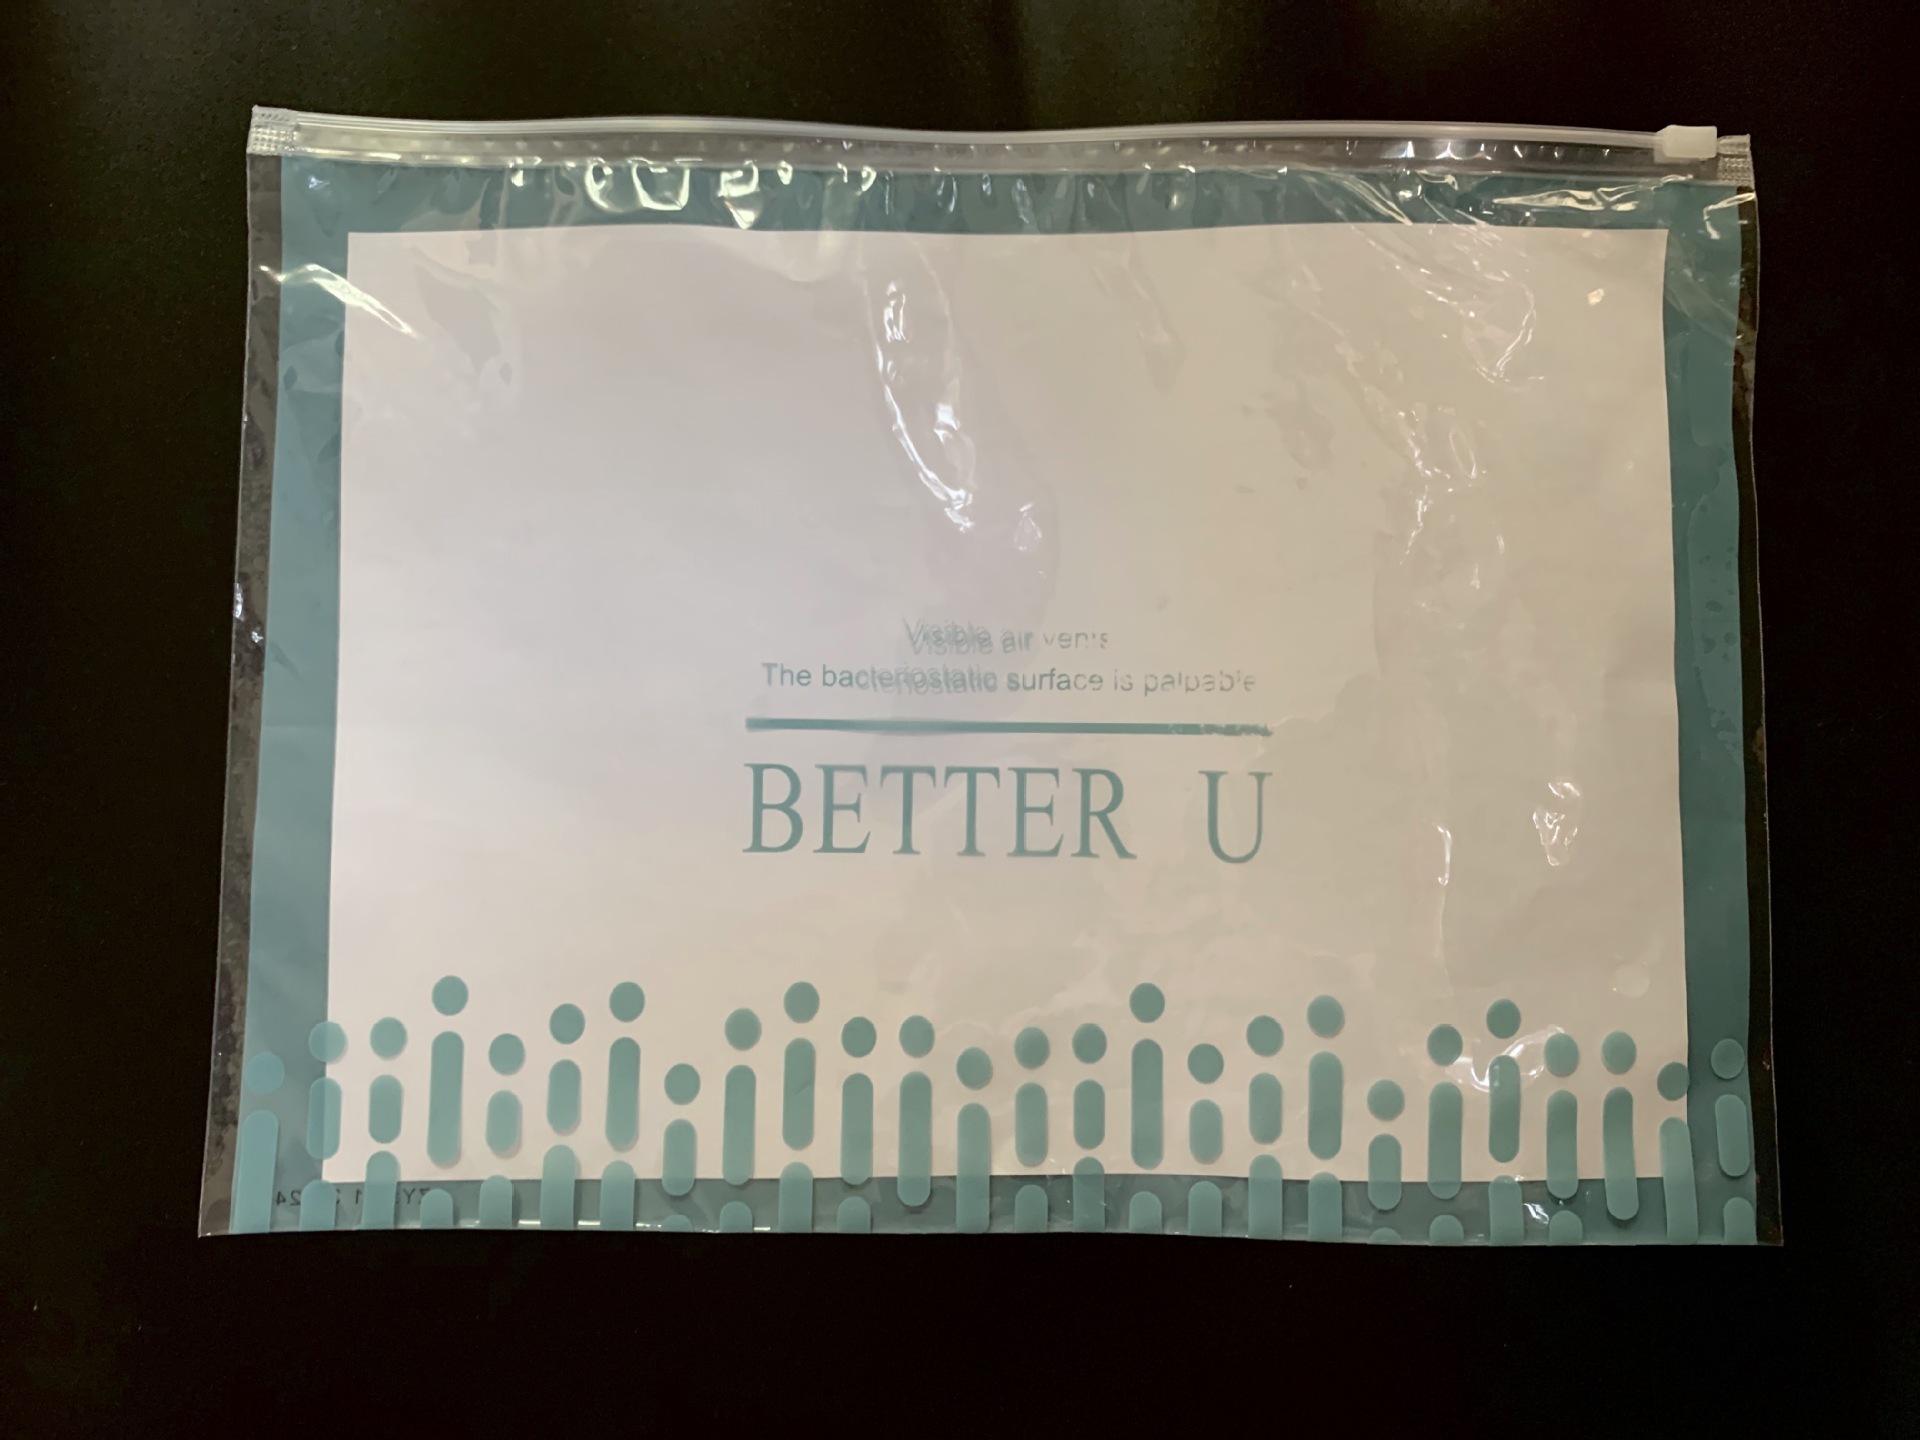 Visible air vents
The bacteriostatic surface is palpable
BETTER U